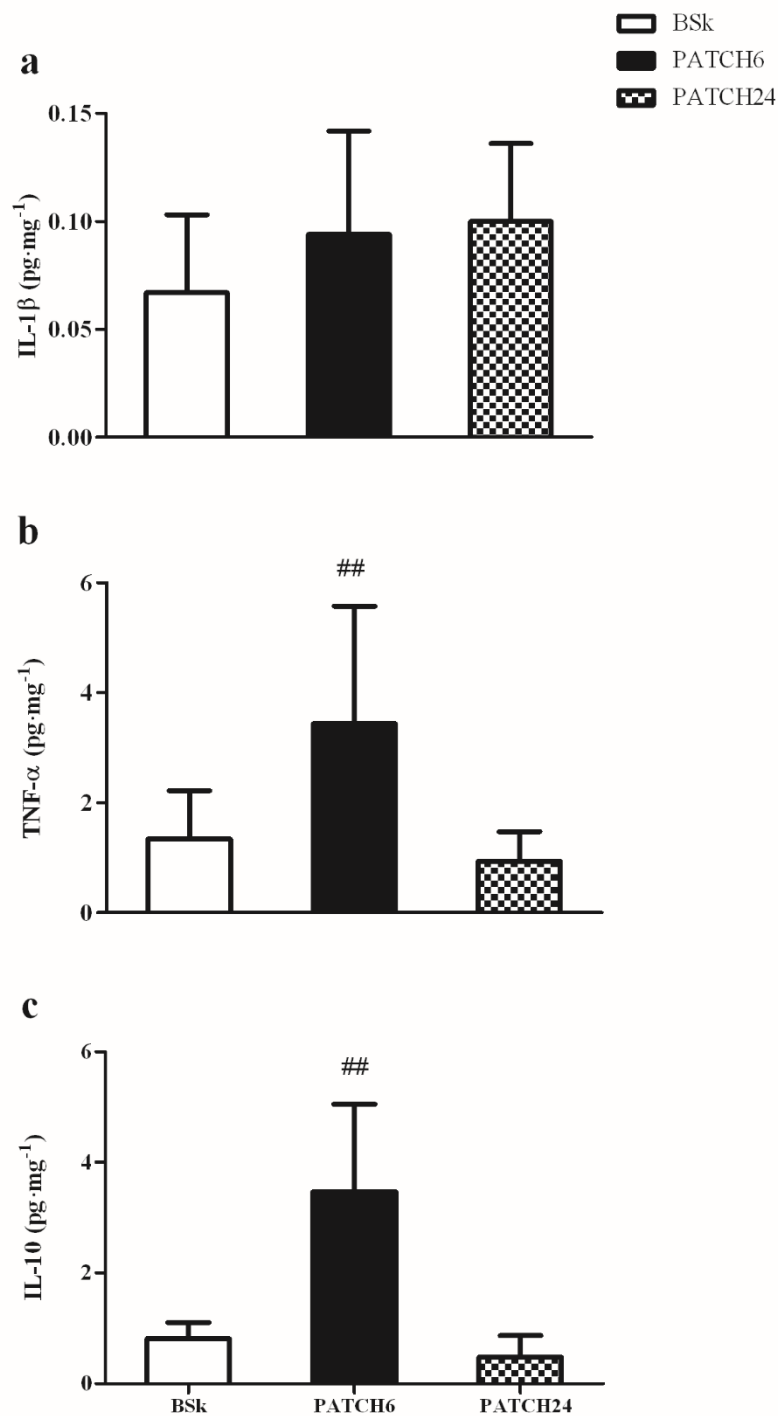 BSk
PATCH6
PATCH24
a
IL-1β (pg·mg⁻¹)
0.15
0.10
0.05
0.00
b
##
TNF-α (pg·mg⁻¹)
6
4
2
0
c
##
IL-10 (pg·mg⁻¹)
6
4
2
0
BSk PATCH6 PATCH24